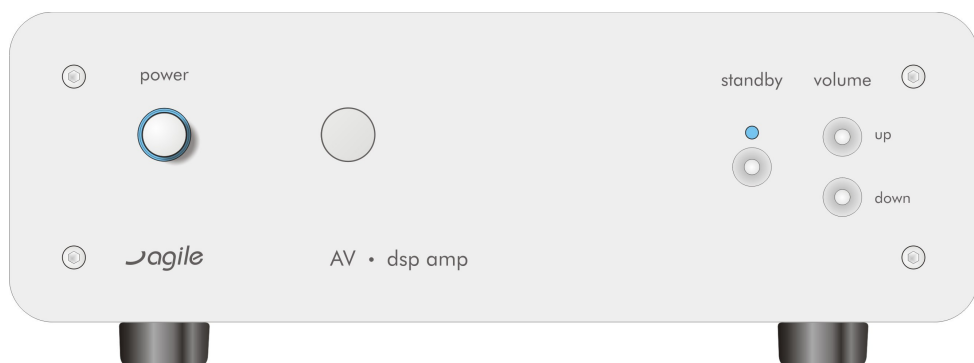 power
standby volume
up
down
agile
AV • dsp amp